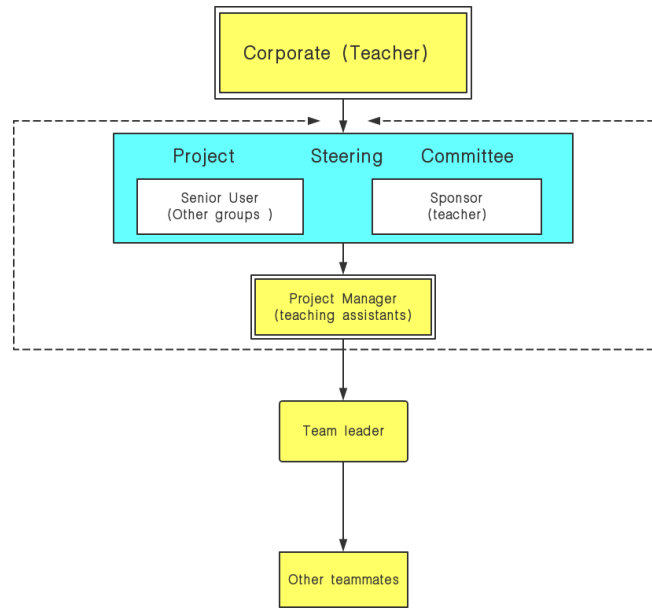 Corporate (Teacher)
Project Steering Committee
Senior User
(Other groups )
Sponsor
(teacher)
Project Manager
(teaching assistants)
Team leader
Other teammates